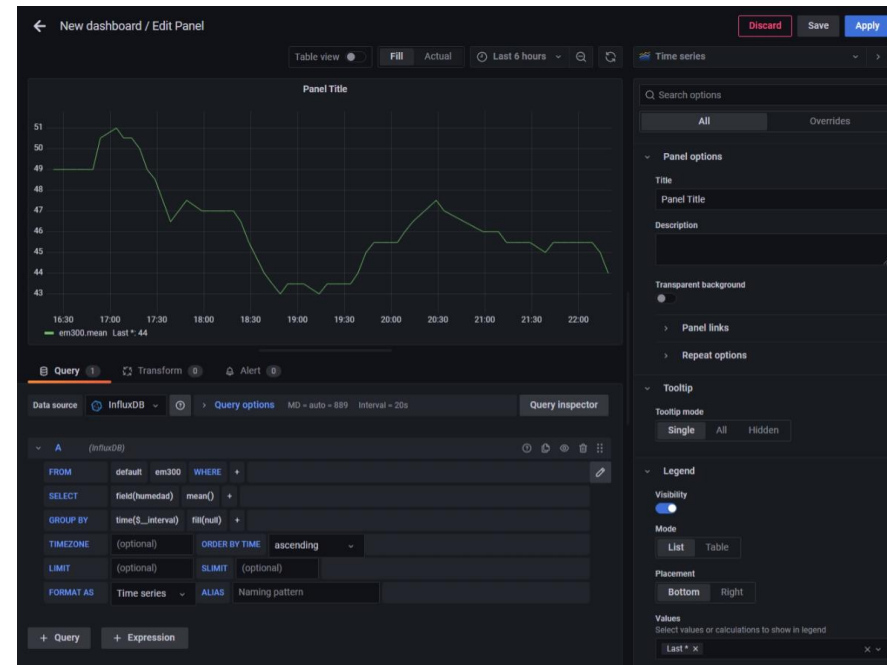 New dashboard / Edit Panel
Discard Save Apply
Table view Fill Actual Last 6 hours
Time series
Panel Title
51
50
49
48
47
46
45
44
43
16:30 17:00 17:30 18:00 18:30 19:00 19:30 20:00 20:30 21:00 21:30 22:00
em300.mean Last *: 44
Query 1 Transform 0 Alert 0
Data source InfluxDB Query options MD = auto = 889 Interval = 20s Query inspector
A (InfluxDB)
FROM default em300 WHERE +
SELECT field(humedad) mean() +
GROUP BY time($__interval) fill(null) +
TIMEZONE (optional) ORDER BY TIME ascending
LIMIT (optional) SLIMIT (optional)
FORMAT AS Time series ALIAS Naming pattern
+ Query + Expression
Search options
All Overrides
Panel options
Title
Panel Title
Description
Transparent background
Panel links
Repeat options
Tooltip
Tooltip mode
Single All Hidden
Legend
Visibility
Mode
List Table
Placement
Bottom Right
Values
Select values or calculations to show in legend
Last * ×